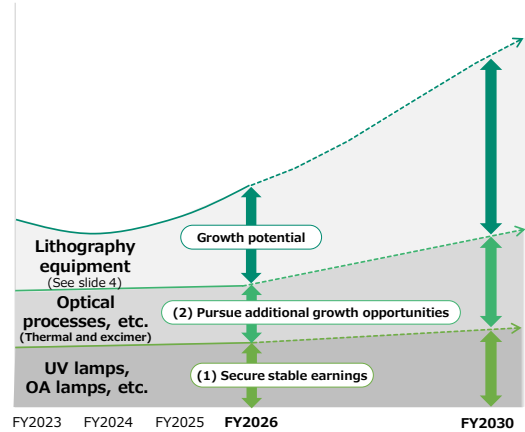 Growth potential
Lithography
equipment
(See slide 4)
Optical
processes, etc.
(Thermal and excimer)
(2) Pursue additional growth opportunities
UV lamps,
OA lamps, etc.
(1) Secure stable earnings
FY2023 FY2024 FY2025 FY2026 FY2030